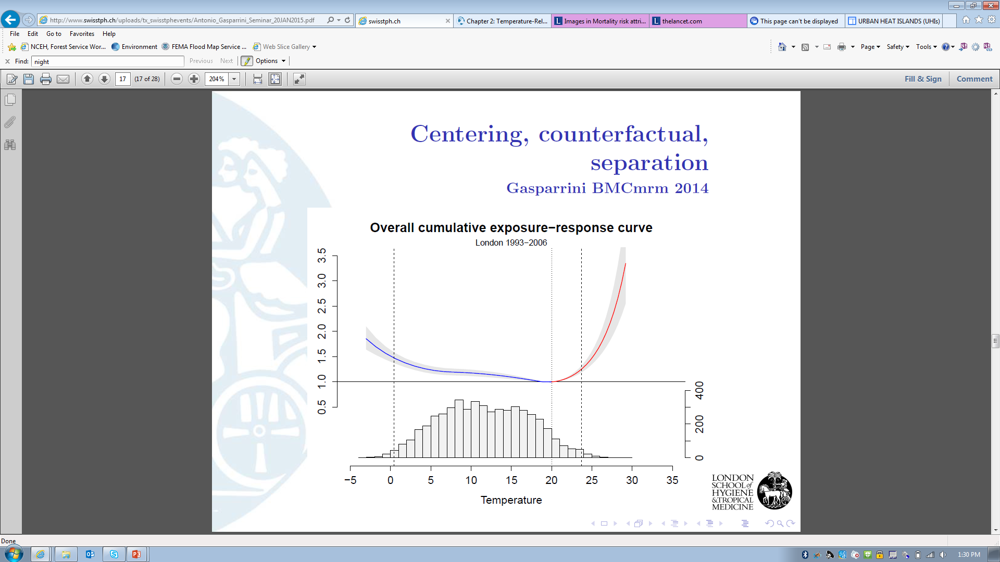 http://www.swisstph.ch/uploads/tx_swisstphevents/Antonio_Gasparrini_Seminar_20JAN2015.pdf
swisstph.ch
Chapter 2: Temperature-Rel...
Images in Mortality risk attri...
thelancet.com
This page can't be displayed
URBAN HEAT ISLANDS (UHIs)
File Edit Go to Favorites Help
NCEH, Forest Service Wor... Environment FEMA Flood Map Service ... Web Slice Gallery
Page Safety Tools
Find: night Previous Next Options
17 (17 of 28) 204% Fill & Sign Comment
Centering, counterfactual,
separation
Gasparrini BMCmrm 2014
Overall cumulative exposure−response curve
London 1993−2006
3.5
3.0
2.5
2.0
1.5
1.0
0.5
400
200
0
−5 0 5 10 15 20 25 30 35
Temperature
LONDON
SCHOOL of
HYGIENE
&TROPICAL
MEDICINE
Done
1:30 PM